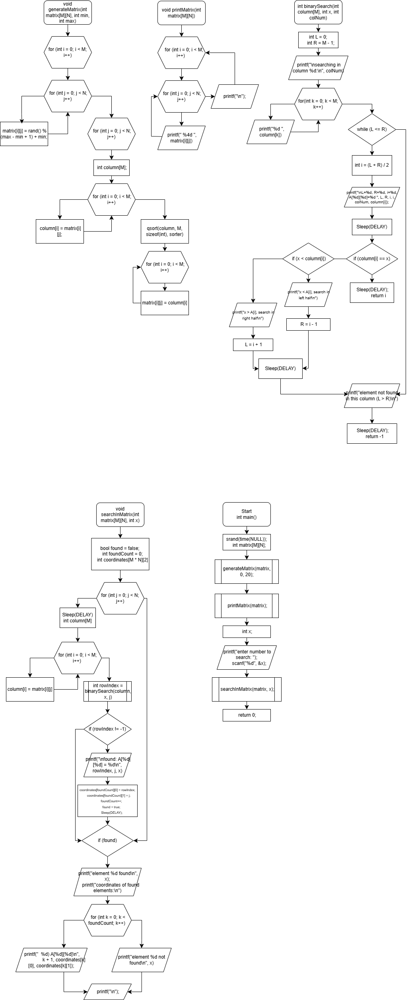 void
generateMatrix(int
matrix[M][N], int min,
int max)
for (int i = 0; i < M;
i++)
for (int j = 0; j < N;
j++)
matrix[i][j] = rand() %
(max - min + 1) + min;
for (int j = 0; j < N;
j++)
int column[M];
for (int i = 0; i < M;
i++)
column[i] = matrix[i]
[j];
qsort(column, M,
sizeof(int), sorter)
for (int i = 0; i < M;
i++)
matrix[i][j] = column[i]
void printMatrix(int
matrix[M][N])
for (int i = 0; i < M;
i++)
for (int j = 0; j < N;
j++)
printf("\n");
printf(" %4d ",
matrix[i][j])
int binarySearch(int
column[M], int x, int
colNum)
int L = 0;
int R = M - 1;
printf("\nsearching in
column %d:\n", colNum)
for(int k = 0; k < M;
k++)
printf("%d ",
column[k])
while (L <= R)
int i = (L + R) / 2
printf("\nL=%d, R=%d, i=%d,
A[%d][%d]=%d ", L, R, i, i,
colNum, column[i]);
Sleep(DELAY)
if (column[i] == x)
Sleep(DELAY);
return i
if (x < column[i])
printf("x < A[i], search in
left half\n")
R = i - 1
printf("x > A[i], search in
right half\n")
L = i + 1
Sleep(DELAY)
printf("element not found
in this column (L > R)\n")
Sleep(DELAY);
return -1
void
searchInMatrix(int
matrix[M][N], int x)
bool found = false;
int foundCount = 0;
int coordinates[M * N][2]
for (int j = 0; j < N;
j++)
Sleep(DELAY)
int column[M]
for (int i = 0; i < M;
i++)
column[i] = matrix[i][j]
int rowIndex =
binarySearch(column,
x, j)
if (rowIndex != -1)
printf("\nfound: A[%d]
[%d] = %d\n",
rowIndex, j, x)
coordinates[foundCount][0] = rowIndex;
coordinates[foundCount][1] = j;
foundCount++;
found = true;
Sleep(DELAY);
if (found)
printf("element %d found\n",
x);
printf("coordinates of found
elements:\n")
for (int k = 0; k <
foundCount; k++)
printf("  %d) A[%d][%d]\n",
k + 1, coordinates[k]
[0], coordinates[k][1]);
printf("element %d not
found\n", x)
printf("\n");
Start
int main()
srand(time(NULL));
int matrix[M][N];
generateMatrix(matrix,
0, 20);
printMatrix(matrix);
int x;
printf("enter number to
search: ");
scanf("%d", &x);
searchInMatrix(matrix, x);
return 0;